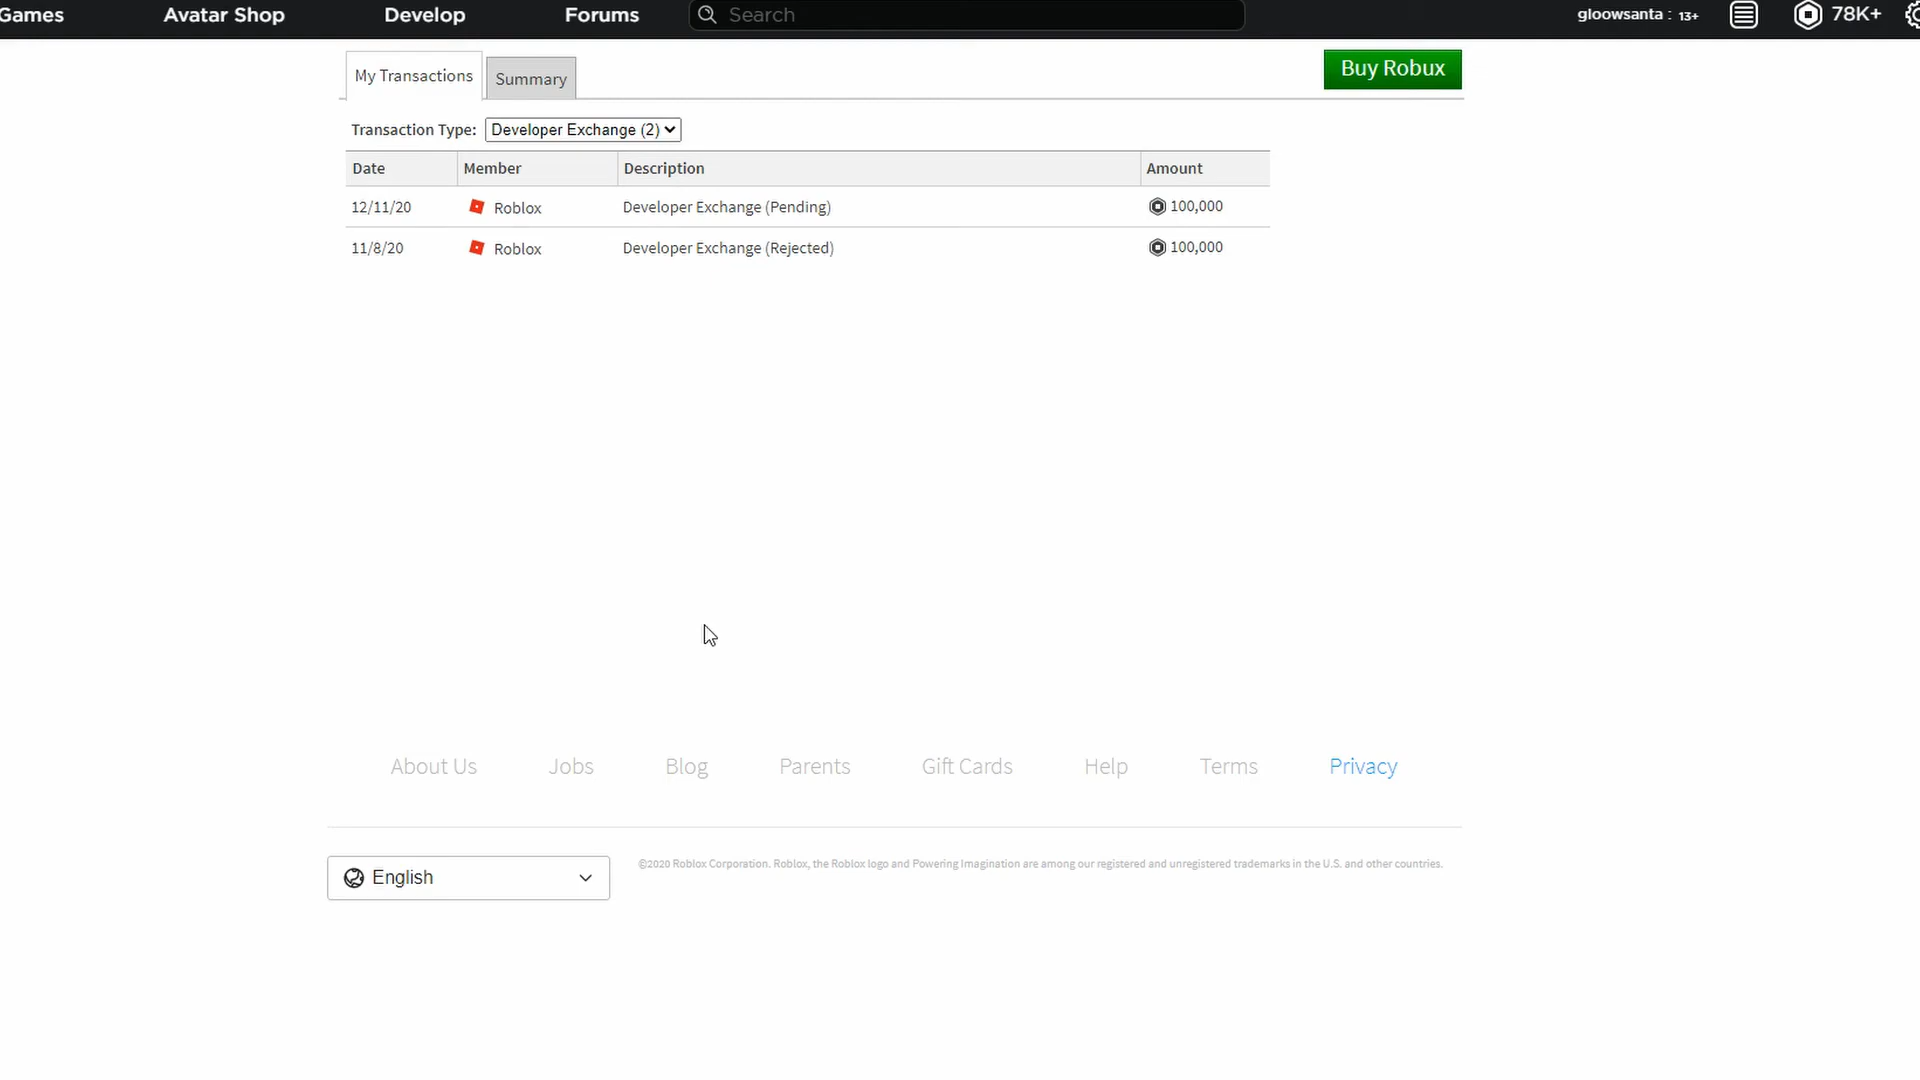 Games Avatar Shop Develop Forums Search gloowsanta : 13+ 78K+
My Transactions Summary Buy Robux
Transaction Type: Developer Exchange (2)
Date Member Description Amount
12/11/20 Roblox Developer Exchange (Pending) 100,000
11/8/20 Roblox Developer Exchange (Rejected) 100,000
About Us Jobs Blog Parents Gift Cards Help Terms Privacy
English ©2020 Roblox Corporation. Roblox, the Roblox logo and Powering Imagination are among our registered and unregistered trademarks in the U.S. and other countries.